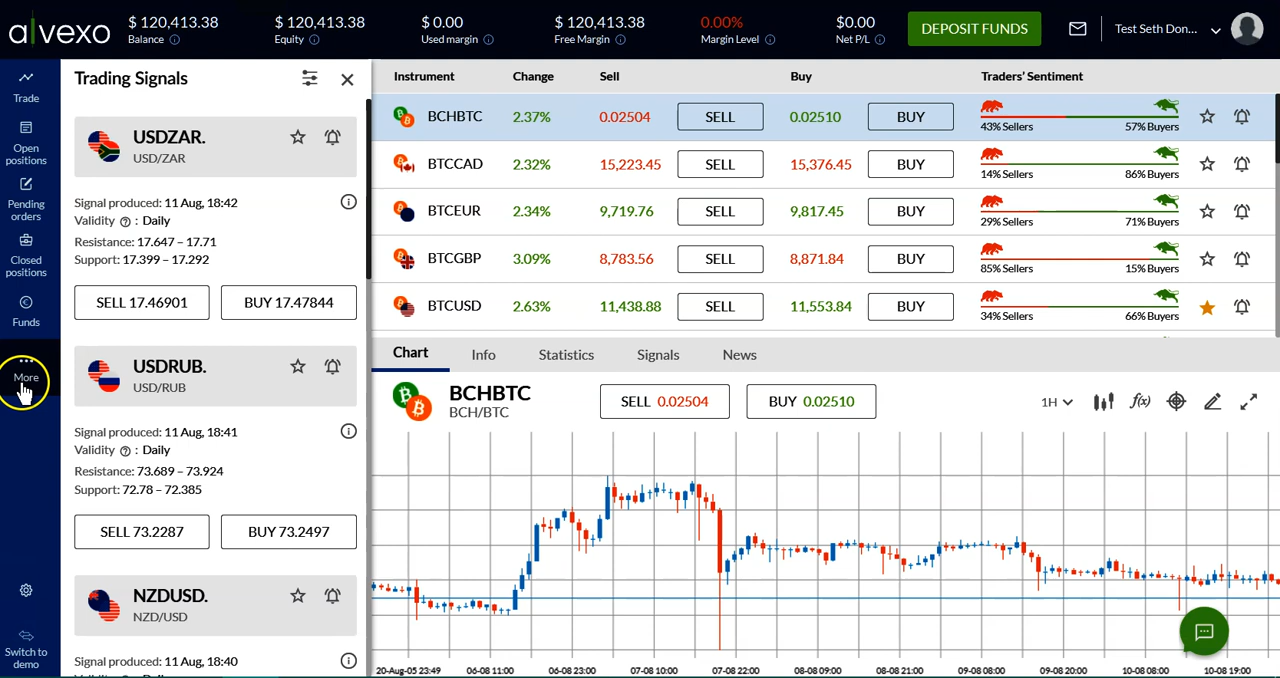 alvexo
$ 120,413.38
Balance
$ 120,413.38
Equity
$ 0.00
Used margin
$ 120,413.38
Free Margin
0.00%
Margin Level
$0.00
Net P/L
DEPOSIT FUNDS
Test Seth Don...
Trade
Open
positions
Pending
orders
Closed
positions
Funds
More
Switch to
demo
Trading Signals
USDZAR.
USD/ZAR
Signal produced: 11 Aug, 18:42
Validity : Daily
Resistance: 17.647 – 17.71
Support: 17.399 – 17.292
SELL 17.46901
BUY 17.47844
USDRUB.
USD/RUB
Signal produced: 11 Aug, 18:41
Validity : Daily
Resistance: 73.689 – 73.924
Support: 72.78 – 72.385
SELL 73.2287
BUY 73.2497
NZDUSD.
NZD/USD
Signal produced: 11 Aug, 18:40
Instrument Change Sell Buy Traders' Sentiment
BCHBTC 2.37% 0.02504 SELL 0.02510 BUY
43% Sellers 57% Buyers
BTCCAD 2.32% 15,223.45 SELL 15,376.45 BUY
14% Sellers 86% Buyers
BTCEUR 2.34% 9,719.76 SELL 9,817.45 BUY
29% Sellers 71% Buyers
BTCGBP 3.09% 8,783.56 SELL 8,871.84 BUY
85% Sellers 15% Buyers
BTCUSD 2.63% 11,438.88 SELL 11,553.84 BUY
34% Sellers 66% Buyers
Chart Info Statistics Signals News
BCHBTC
BCH/BTC
SELL 0.02504
BUY 0.02510
1H
f(x)
20-Aug-05 23:49 06-08 11:00 06-08 23:00 07-08 10:00 07-08 22:00 08-08 09:00 08-08 21:00 09-08 08:00 09-08 20:00 10-08 8:00 10-08 19:00